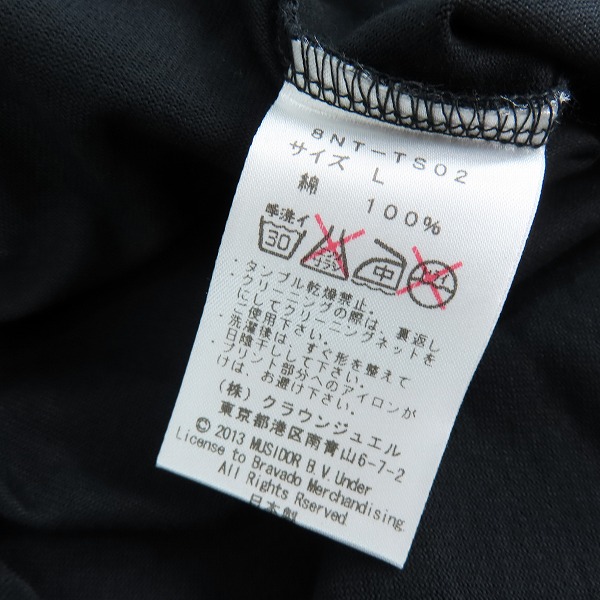 8NT-TS02
サイズ L
綿 100%
手洗イ
30
中
・タンブル乾燥禁止。
・クリーニングの際は、裏返し
にしてクリーニングネットを
ご使用下さい。
・洗濯後は、すぐ形を整えて
日陰干しして下さい。
・プリント部分へのアイロンが
けは、お避け下さい。
(株) クラウンジュエル
東京都港区南青山6-7-2
© 2013 MUSIDOR B.V. Under
License to Bravado Merchandising.
All Rights Rserved.
日本製